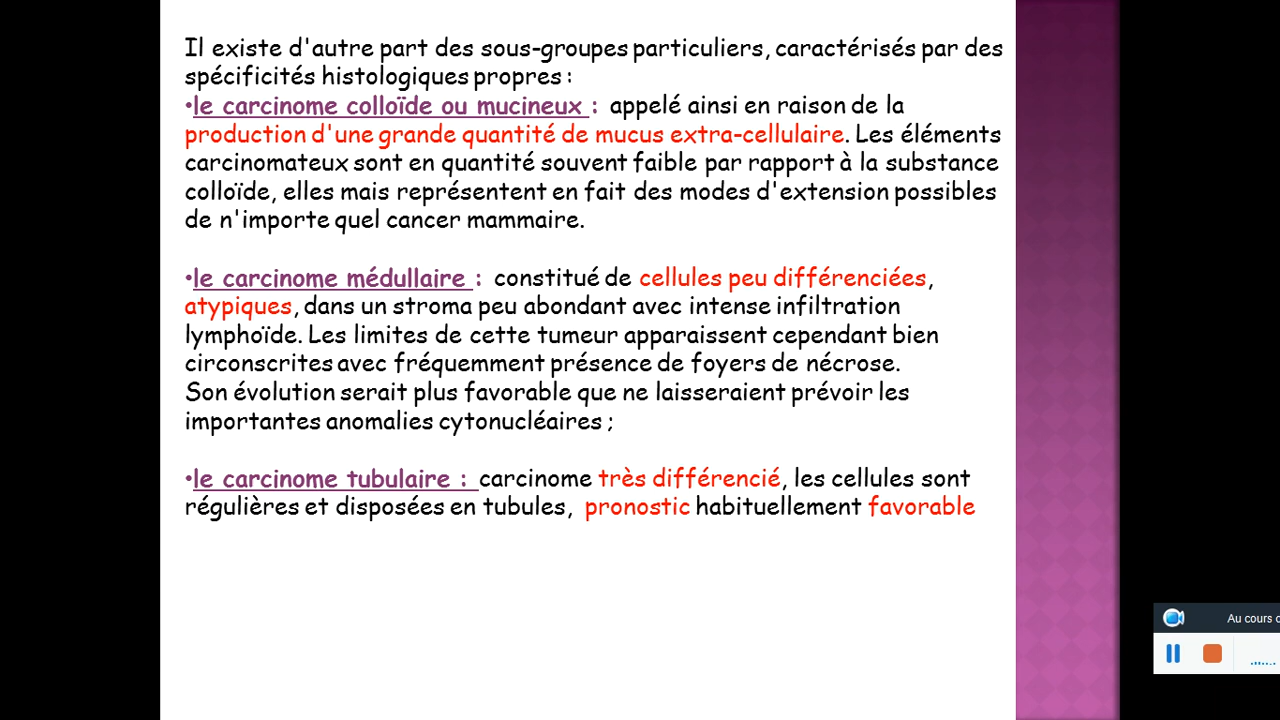 Il existe d'autre part des sous-groupes particuliers, caractérisés par des
spécificités histologiques propres :
•le carcinome colloïde ou mucineux : appelé ainsi en raison de la
production d'une grande quantité de mucus extra-cellulaire. Les éléments
carcinomateux sont en quantité souvent faible par rapport à la substance
colloïde, elles mais représentent en fait des modes d'extension possibles
de n'importe quel cancer mammaire.
•le carcinome médullaire : constitué de cellules peu différenciées,
atypiques, dans un stroma peu abondant avec intense infiltration
lymphoïde. Les limites de cette tumeur apparaissent cependant bien
circonscrites avec fréquemment présence de foyers de nécrose.
Son évolution serait plus favorable que ne laisseraient prévoir les
importantes anomalies cytonucléaires ;
•le carcinome tubulaire : carcinome très différencié, les cellules sont
régulières et disposées en tubules, pronostic habituellement favorable
Au cours